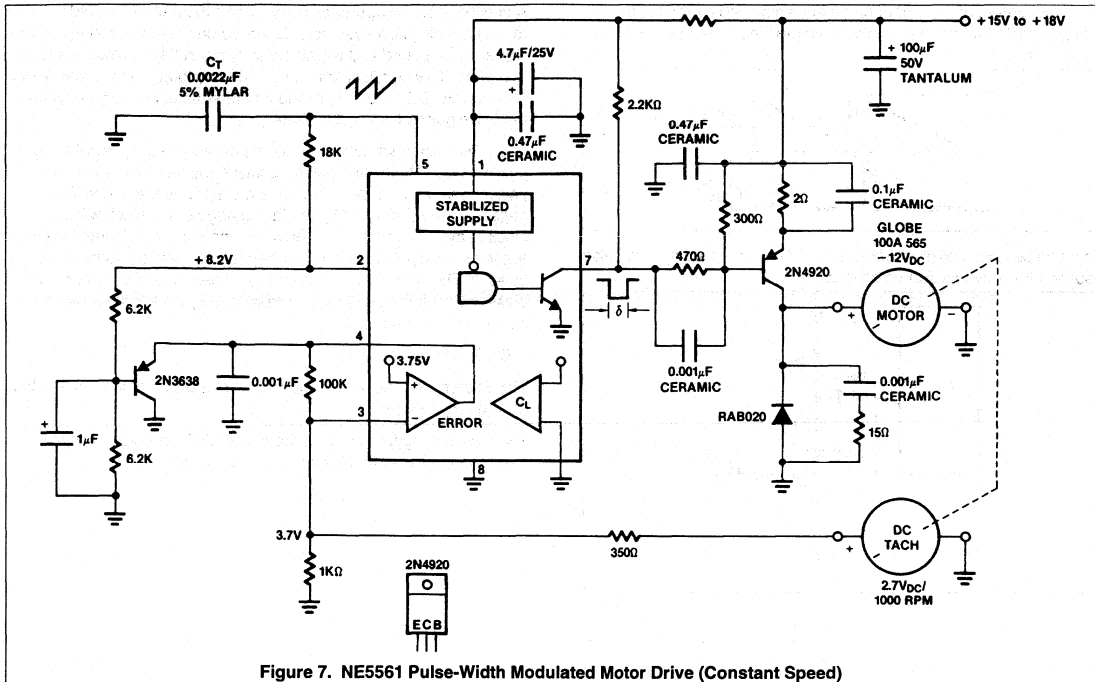 + 15V to + 18V
+ 100µF
50V
TANTALUM
4.7µF/25V
+
0.47µF
CERAMIC
CT
0.0022µF
5% MYLAR
18K
5
1
2.2KΩ
0.47µF
CERAMIC
300Ω
2Ω
0.1µF
CERAMIC
STABILIZED
SUPPLY
+ 8.2V
2
7
δ
470Ω
0.001µF
CERAMIC
2N4920
GLOBE
100A 565
– 12VDC
+
DC
MOTOR
–
6.2K
2N3638
0.001µF
100K
4
3.75V
+
–
ERROR
CL
3
8
+
1µF
6.2K
RAB020
0.001µF
CERAMIC
15Ω
3.7V
1KΩ
350Ω
+
DC
TACH
–
2.7VDC/
1000 RPM
2N4920
E C B
Figure 7. NE5561 Pulse-Width Modulated Motor Drive (Constant Speed)